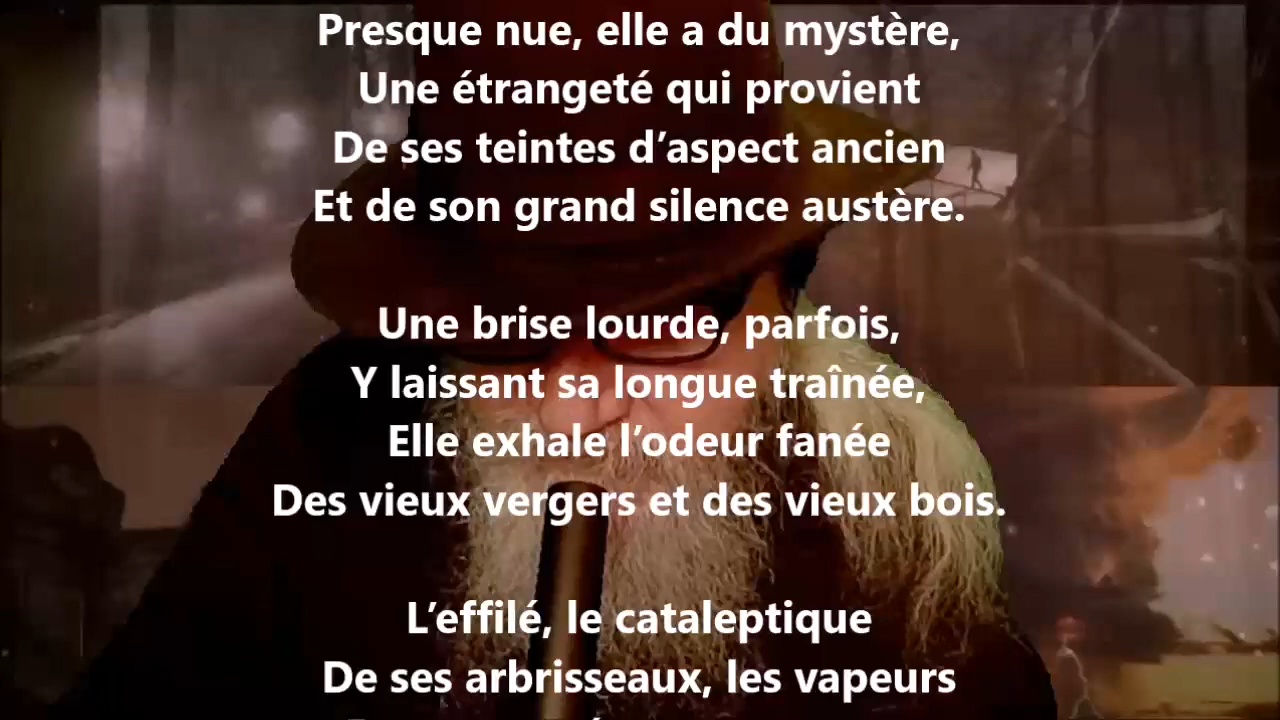 Presque nue, elle a du mystère,
Une étrangeté qui provient
De ses teintes d’aspect ancien
Et de son grand silence austère.
Une brise lourde, parfois,
Y laissant sa longue traînée,
Elle exhale l’odeur fanée
Des vieux vergers et des vieux bois.
L’effilé, le cataleptique
De ses arbrisseaux, les vapeurs